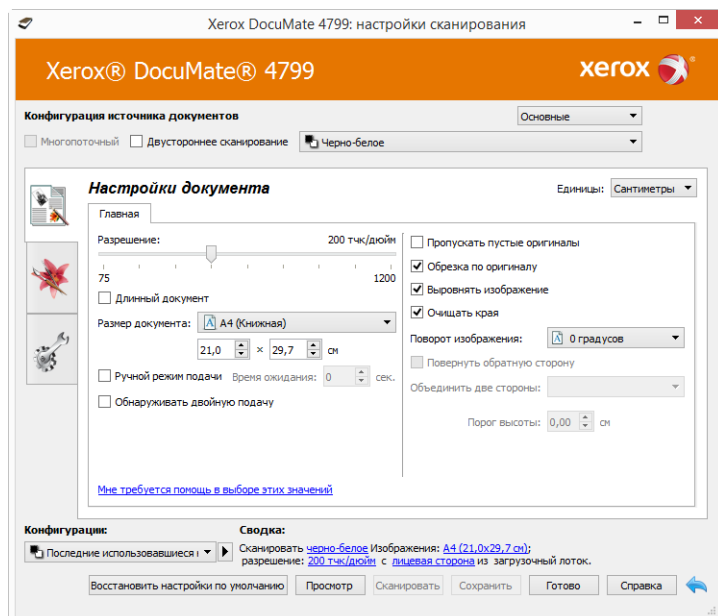 Xerox DocuMate 4799: настройки сканирования
Xerox® DocuMate® 4799
xerox
Конфигурация источника документов
Основные
Многопоточный Двустороннее сканирование Черно-белое
Настройки документа
Единицы: Сантиметры
Главная
Разрешение: 200 тчк/дюйм
75 1200
Длинный документ
Размер документа: A4 (Книжная)
21,0 × 29,7 см
Ручной режим подачи Время ожидания: 0 сек.
Обнаруживать двойную подачу
Пропускать пустые оригиналы
Обрезка по оригиналу
Выровнять изображение
Очищать края
Поворот изображения: 0 градусов
Повернуть обратную сторону
Объединить две стороны:
Порог высоты: 0,00 см
Мне требуется помощь в выборе этих значений
Конфигурации:
Последние использовавшиеся
Сводка:
Сканировать черно-белое Изображения: A4 (21,0x29,7 см);
разрешение: 200 тчк/дюйм с лицевая сторона из загрузочный лоток.
Восстановить настройки по умолчанию Просмотр Сканировать Сохранить Готово Справка